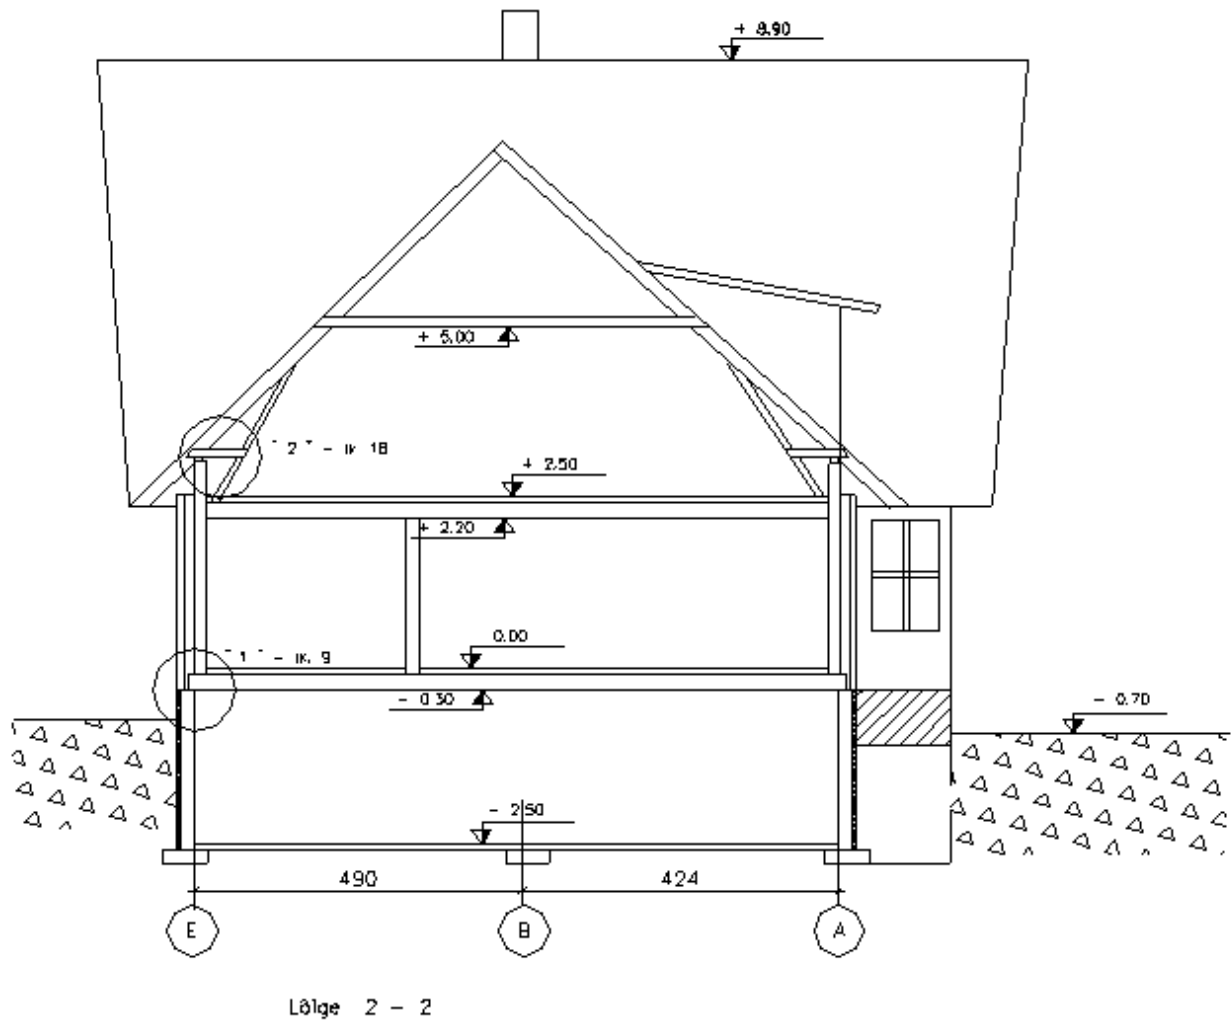 + 8.90
+ 5.00
" 2 " - lk 18
+ 2.50
+ 2.20
0.00
" 1 " - lk. 9
- 0.30
- 0.70
- 2.50
490 424
E B A
Lõige 2 - 2